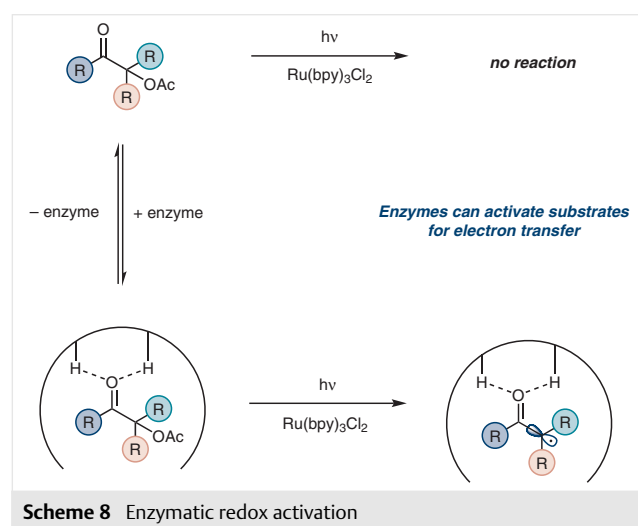 O
R
R
OAc
R
hν
Ru(bpy)3Cl2
no reaction
– enzyme
+ enzyme
Enzymes can activate substrates
for electron transfer
H
H
O
R
R
OAc
R
hν
Ru(bpy)3Cl2
H
H
O
R
R
R
Scheme 8 Enzymatic redox activation